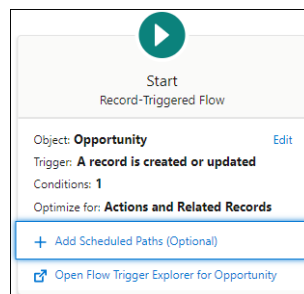 Start
Record-Triggered Flow
Object: Opportunity Edit
Trigger: A record is created or updated
Conditions: 1
Optimize for: Actions and Related Records
+ Add Scheduled Paths (Optional)
Open Flow Trigger Explorer for Opportunity